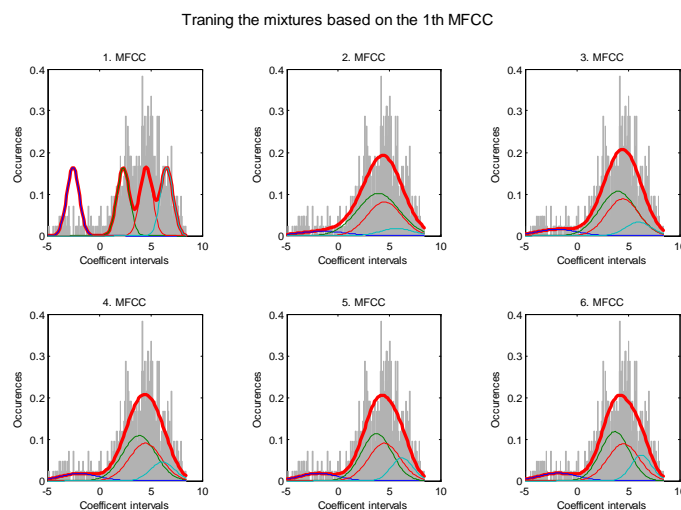 Traning the mixtures based on the 1th MFCC
1. MFCC
2. MFCC
3. MFCC
0.4
0.3
0.2
0.1
0
Occurences
-5
0
5
10
Coefficent intervals
0.4
0.3
0.2
0.1
0
Occurences
-5
0
5
10
Coefficent intervals
0.4
0.3
0.2
0.1
0
Occurences
-5
0
5
10
Coefficent intervals
4. MFCC
5. MFCC
6. MFCC
0.4
0.3
0.2
0.1
0
Occurences
-5
0
5
10
Coefficent intervals
0.4
0.3
0.2
0.1
0
Occurences
-5
0
5
10
Coefficent intervals
0.4
0.3
0.2
0.1
0
Occurences
-5
0
5
10
Coefficent intervals